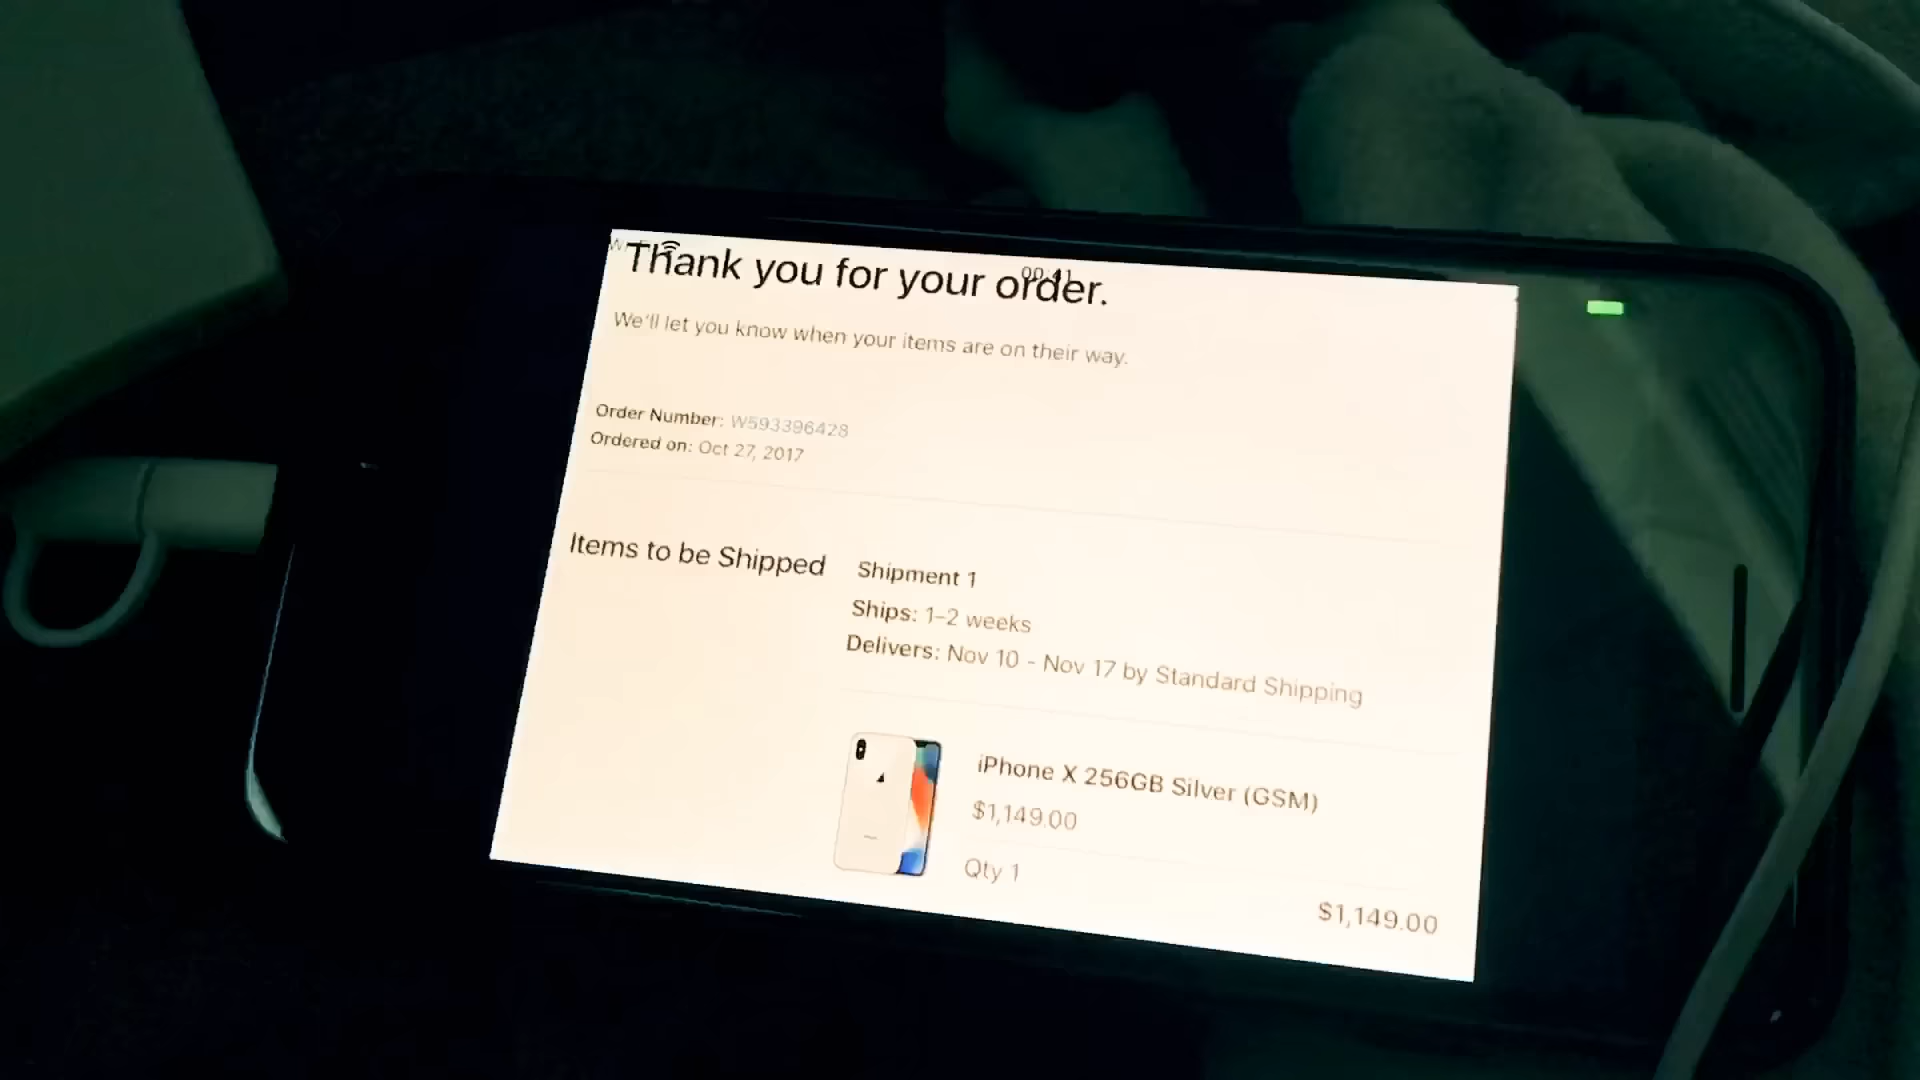 Thank you for your order.
00:41
We'll let you know when your items are on their way.
Order Number: W593396428
Ordered on: Oct 27, 2017
Items to be Shipped
Shipment 1
Ships: 1–2 weeks
Delivers: Nov 10 - Nov 17 by Standard Shipping
iPhone X 256GB Silver (GSM)
$1,149.00
Qty 1
$1,149.00